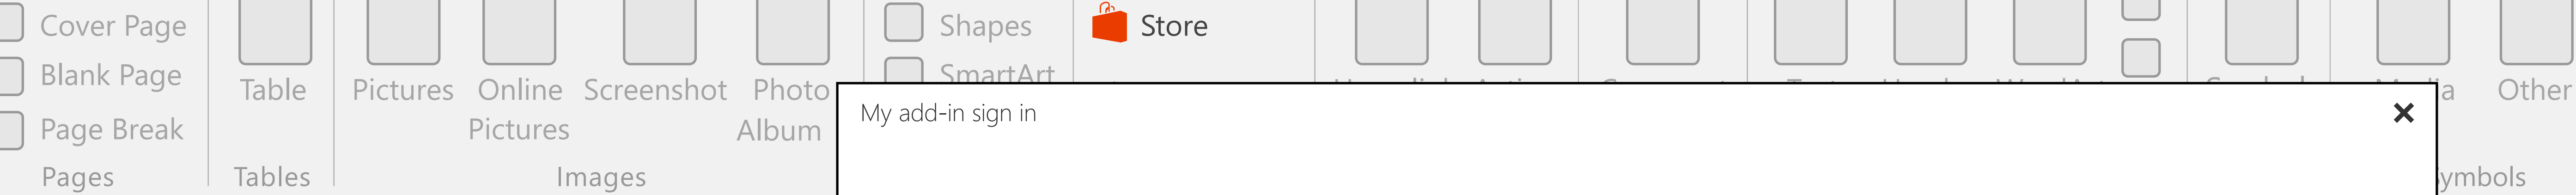 Cover Page
Blank Page
Page Break
Pages
Table
Tables
Pictures
Online
Pictures
Screenshot
Photo
Album
Images
Shapes
SmartArt
Store
My add-in sign in
Other